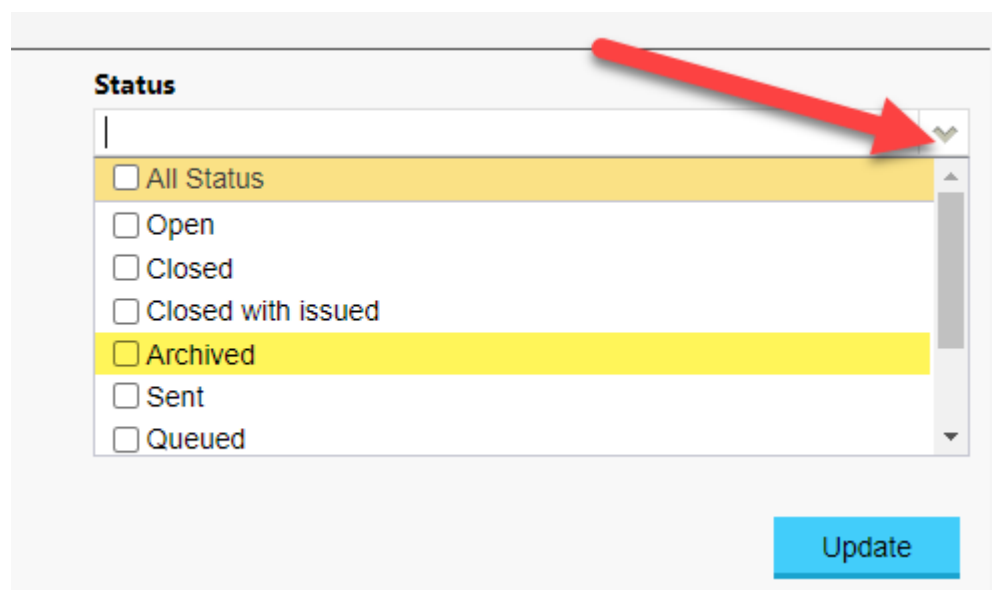 Status
All Status
Open
Closed
Closed with issued
Archived
Sent
Queued
Update